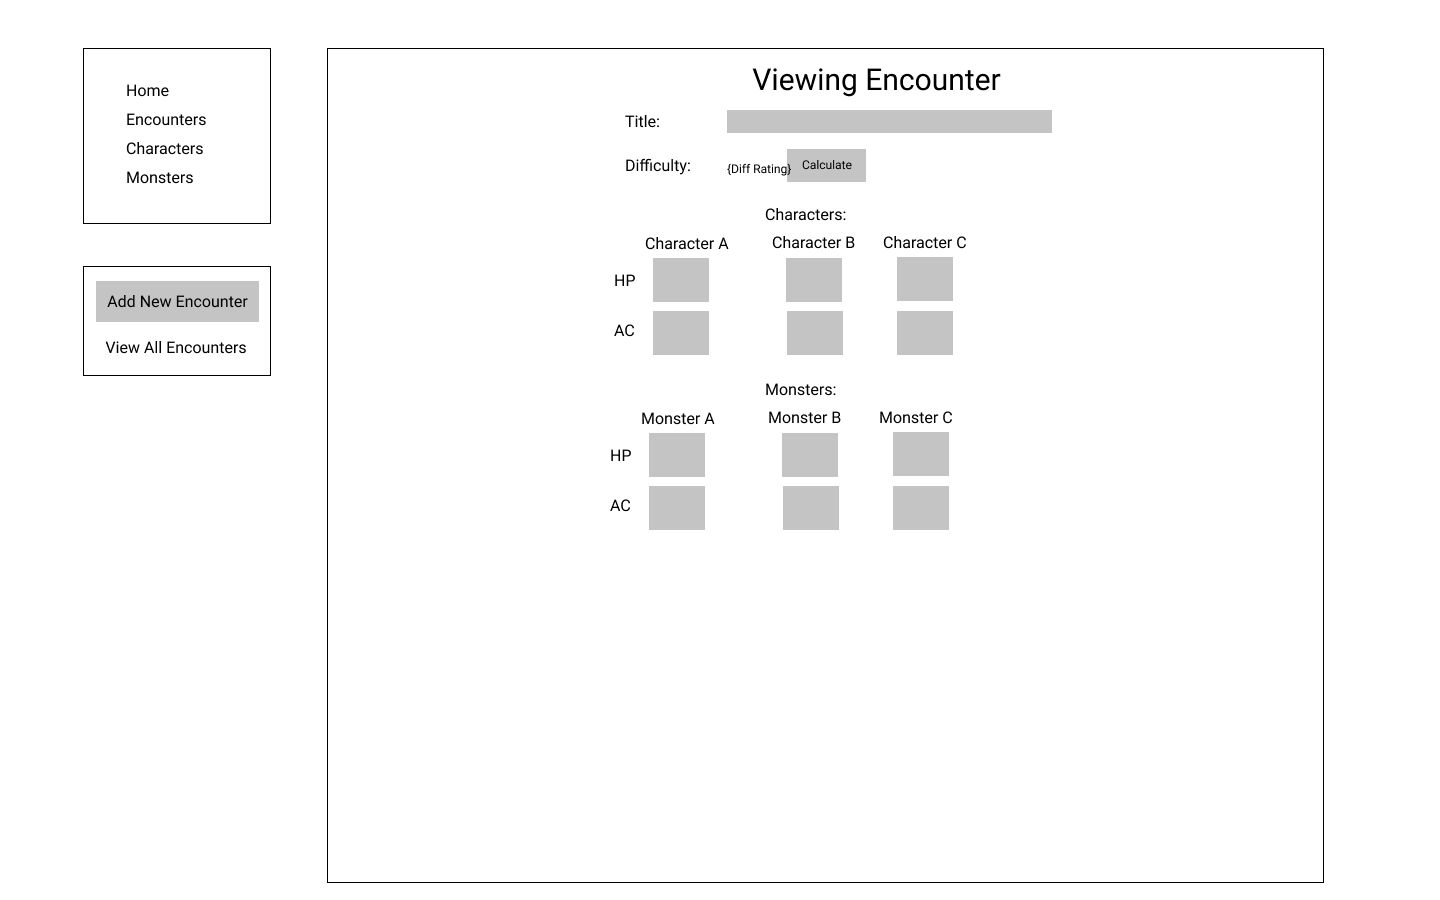 Home
Encounters
Characters
Monsters
Add New Encounter
View All Encounters
Viewing Encounter
Title:
Difficulty: {Diff Rating} Calculate
Characters:
Character A Character B Character C
HP
AC
Monsters:
Monster A Monster B Monster C
HP
AC